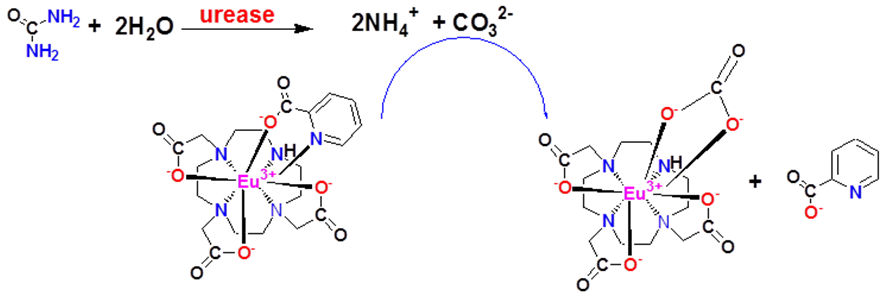 urease
O C NH₂ + 2H₂O 2NH₄⁺ + CO₃²⁻
NH₂
O C O⁻ N
O C O⁻ N NH
Eu³⁺
O⁻ C O
N N
O C O⁻
O C O⁻ O⁻
O C O⁻ N NH
Eu³⁺
O⁻ C O
N N
O C O⁻
+
O C O⁻ N